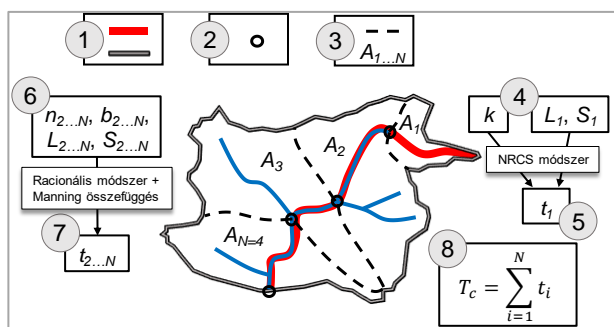 1
2
3
A1…N
6
n2…N, b2…N,
L2…N, S2…N
Racionális módszer +
Manning összefüggés
7
t2…N
A1
A2
A3
AN=4
4
k
L1, S1
NRCS módszer
t1
5
8
Tc = ∑ ti
N
i=1